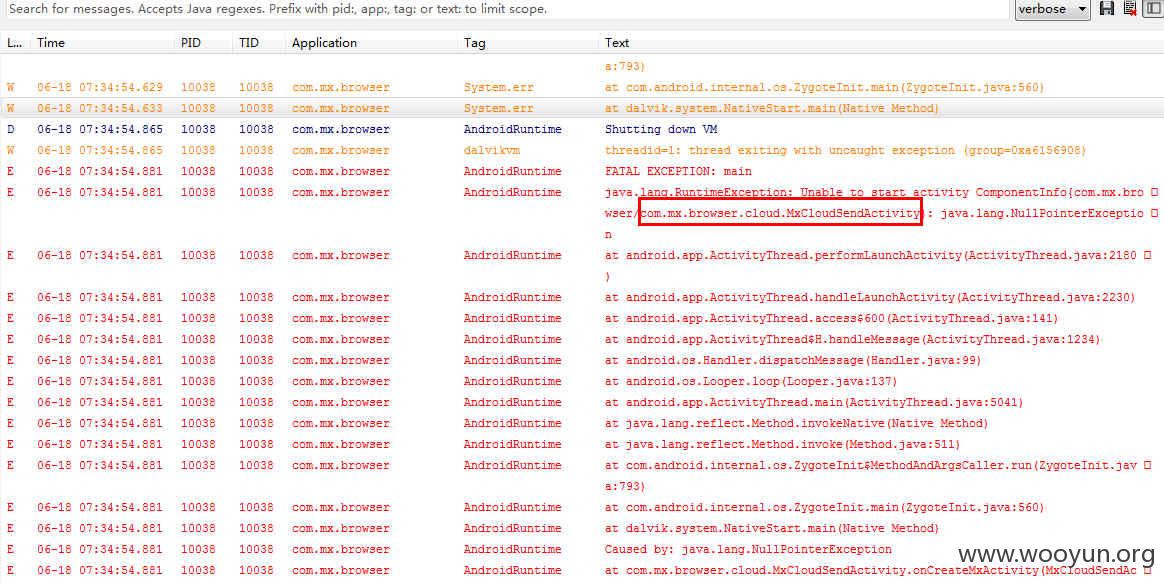 Search for messages. Accepts Java regexes. Prefix with pid:, app:, tag: or text: to limit scope.
verbose
L... Time PID TID Application Tag Text
a:793)
W 06-18 07:34:54.629 10038 10038 com.mx.browser System.err at com.android.internal.os.ZygoteInit.main(ZygoteInit.java:560)
W 06-18 07:34:54.633 10038 10038 com.mx.browser System.err at dalvik.system.NativeStart.main(Native Method)
D 06-18 07:34:54.865 10038 10038 com.mx.browser AndroidRuntime Shutting down VM
W 06-18 07:34:54.865 10038 10038 com.mx.browser dalvikvm threadid=1: thread exiting with uncaught exception (group=0xa6156908)
E 06-18 07:34:54.881 10038 10038 com.mx.browser AndroidRuntime FATAL EXCEPTION: main
E 06-18 07:34:54.881 10038 10038 com.mx.browser AndroidRuntime java.lang.RuntimeException: Unable to start activity ComponentInfo{com.mx.bro
wser/com.mx.browser.cloud.MxCloudSendActivity}: java.lang.NullPointerExceptio
n
E 06-18 07:34:54.881 10038 10038 com.mx.browser AndroidRuntime at android.app.ActivityThread.performLaunchActivity(ActivityThread.java:2180
)
E 06-18 07:34:54.881 10038 10038 com.mx.browser AndroidRuntime at android.app.ActivityThread.handleLaunchActivity(ActivityThread.java:2230)
E 06-18 07:34:54.881 10038 10038 com.mx.browser AndroidRuntime at android.app.ActivityThread.access$600(ActivityThread.java:141)
E 06-18 07:34:54.881 10038 10038 com.mx.browser AndroidRuntime at android.app.ActivityThread$H.handleMessage(ActivityThread.java:1234)
E 06-18 07:34:54.881 10038 10038 com.mx.browser AndroidRuntime at android.os.Handler.dispatchMessage(Handler.java:99)
E 06-18 07:34:54.881 10038 10038 com.mx.browser AndroidRuntime at android.os.Looper.loop(Looper.java:137)
E 06-18 07:34:54.881 10038 10038 com.mx.browser AndroidRuntime at android.app.ActivityThread.main(ActivityThread.java:5041)
E 06-18 07:34:54.881 10038 10038 com.mx.browser AndroidRuntime at java.lang.reflect.Method.invokeNative(Native Method)
E 06-18 07:34:54.881 10038 10038 com.mx.browser AndroidRuntime at java.lang.reflect.Method.invoke(Method.java:511)
E 06-18 07:34:54.881 10038 10038 com.mx.browser AndroidRuntime at com.android.internal.os.ZygoteInit$MethodAndArgsCaller.run(ZygoteInit.jav
a:793)
E 06-18 07:34:54.881 10038 10038 com.mx.browser AndroidRuntime at com.android.internal.os.ZygoteInit.main(ZygoteInit.java:560)
E 06-18 07:34:54.881 10038 10038 com.mx.browser AndroidRuntime at dalvik.system.NativeStart.main(Native Method)
E 06-18 07:34:54.881 10038 10038 com.mx.browser AndroidRuntime Caused by: java.lang.NullPointerException
E 06-18 07:34:54.881 10038 10038 com.mx.browser AndroidRuntime at com.mx.browser.cloud.MxCloudSendActivity.onCreateMxActivity(MxCloudSendAc
www.wooyun.org